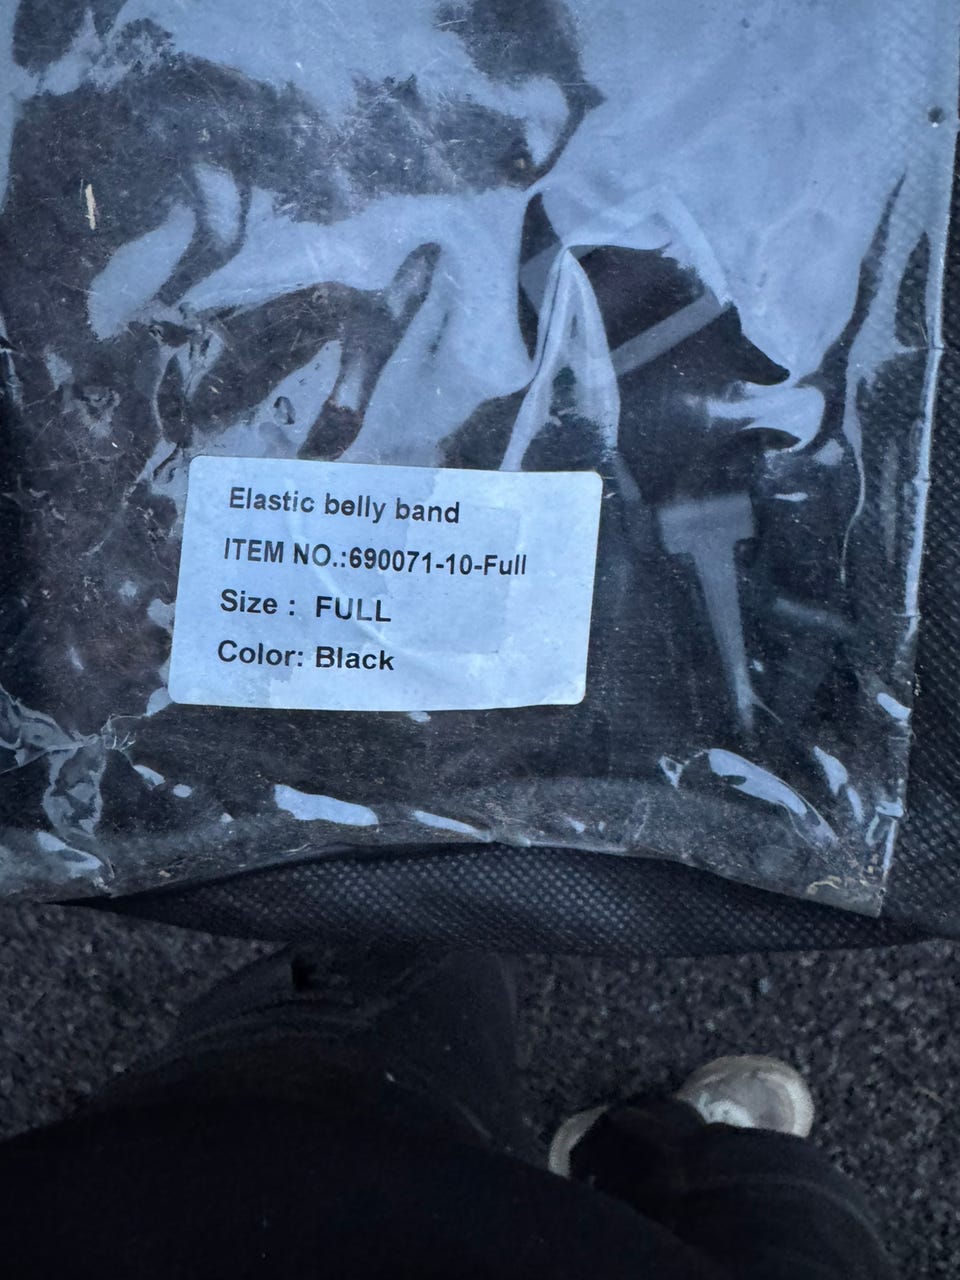 Elastic belly band
ITEM NO.:690071-10-Full
Size : FULL
Color: Black